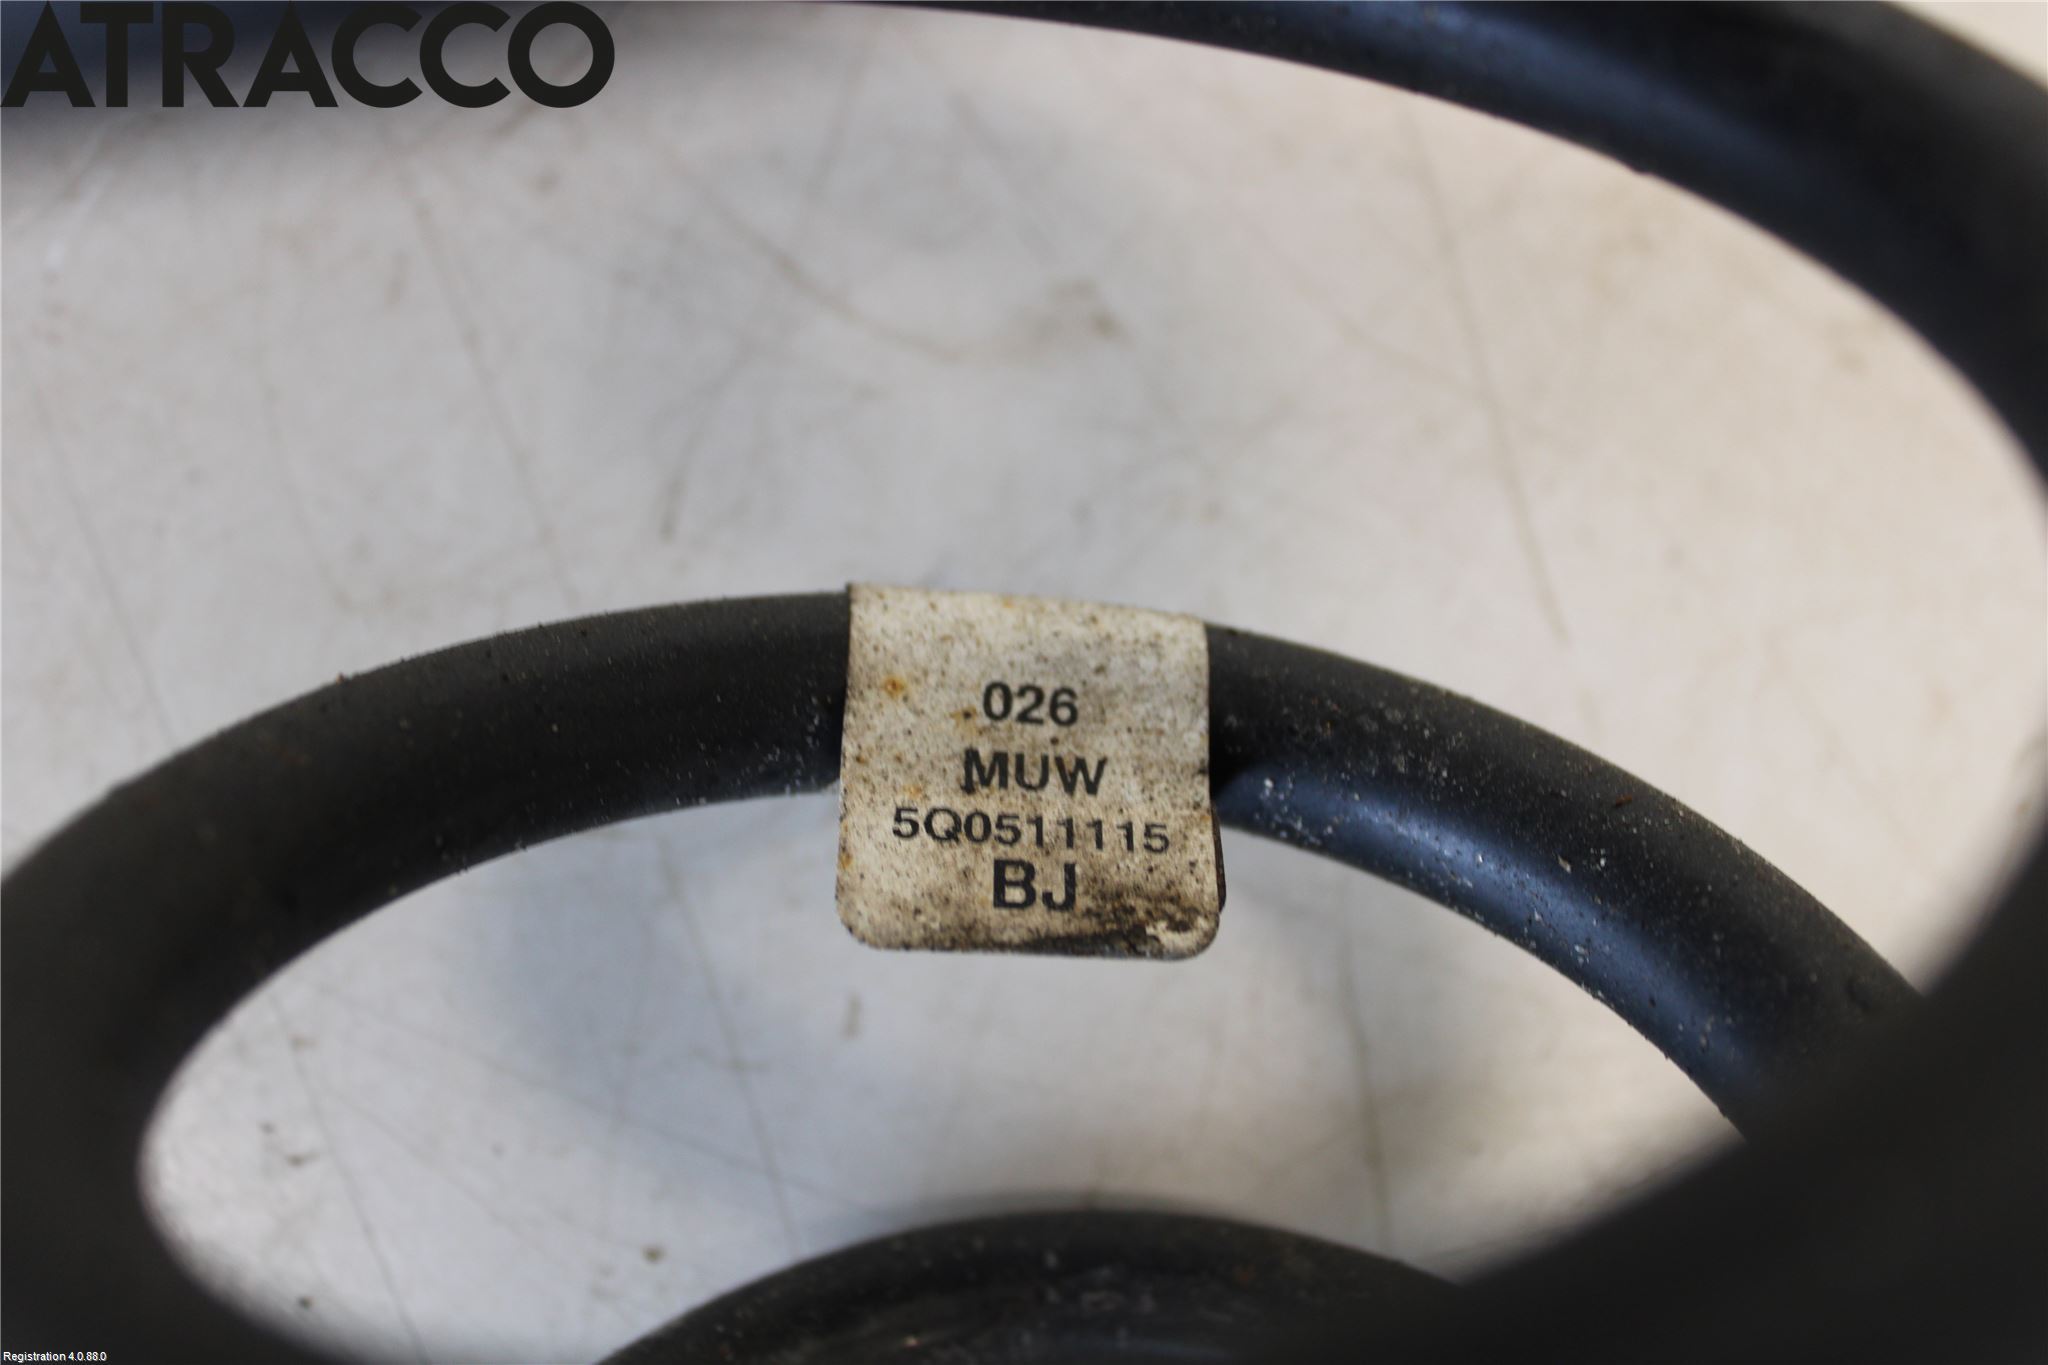 ATRACCO
026
MUW
5Q0511115
BJ
Registration 4.0.88.0